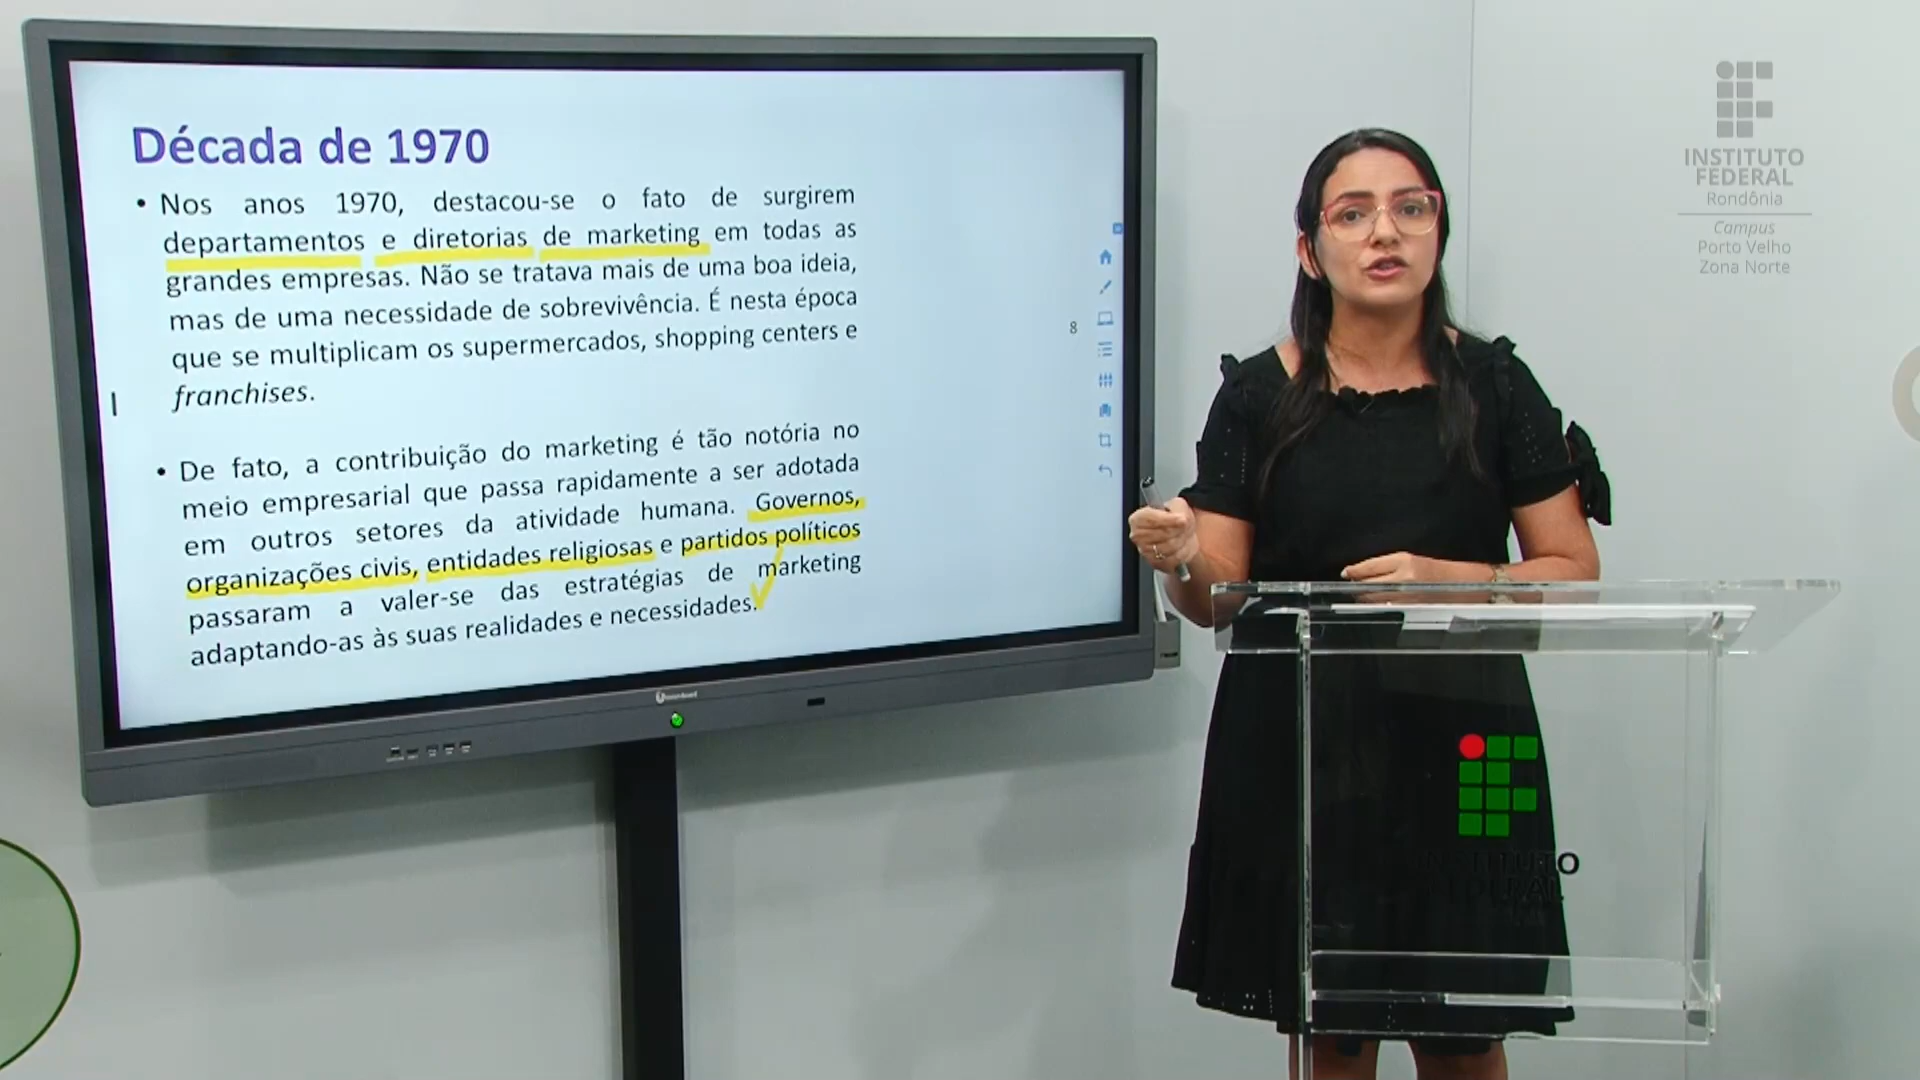 Década de 1970
• Nos anos 1970, destacou-se o fato de surgirem
departamentos e diretorias de marketing em todas as
grandes empresas. Não se tratava mais de uma boa ideia,
mas de uma necessidade de sobrevivência. É nesta época
que se multiplicam os supermercados, shopping centers e
franchises.
• De fato, a contribuição do marketing é tão notória no
meio empresarial que passa rapidamente a ser adotada
em outros setores da atividade humana. Governos,
organizações civis, entidades religiosas e partidos políticos
passaram a valer-se das estratégias de marketing
adaptando-as às suas realidades e necessidades.
8
INSTITUTO
FEDERAL
Rondônia
Campus
Porto Velho
Zona Norte
INSTITUTO